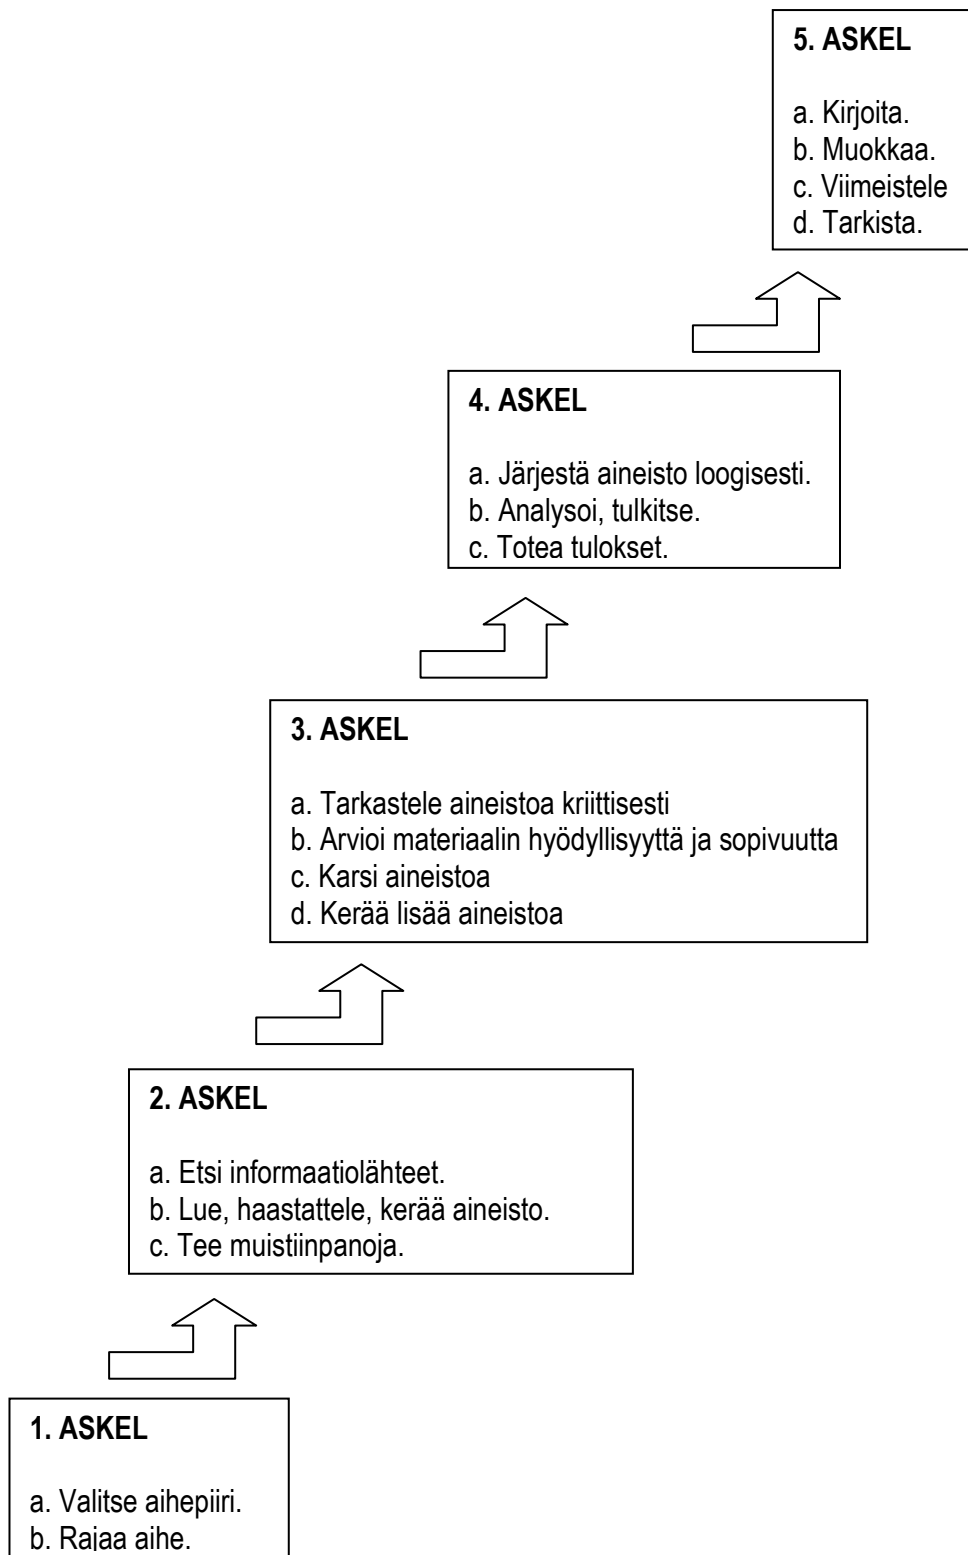 5. ASKEL
a. Kirjoita.
b. Muokkaa.
c. Viimeistele
d. Tarkista.
4. ASKEL
a. Järjestä aineisto loogisesti.
b. Analysoi, tulkitse.
c. Totea tulokset.
3. ASKEL
a. Tarkastele aineistoa kriittisesti
b. Arvioi materiaalin hyödyllisyyttä ja sopivuutta
c. Karsi aineistoa
d. Kerää lisää aineistoa
2. ASKEL
a. Etsi informaatiolähteet.
b. Lue, haastattele, kerää aineisto.
c. Tee muistiinpanoja.
1. ASKEL
a. Valitse aihepiiri.
b. Rajaa aihe.